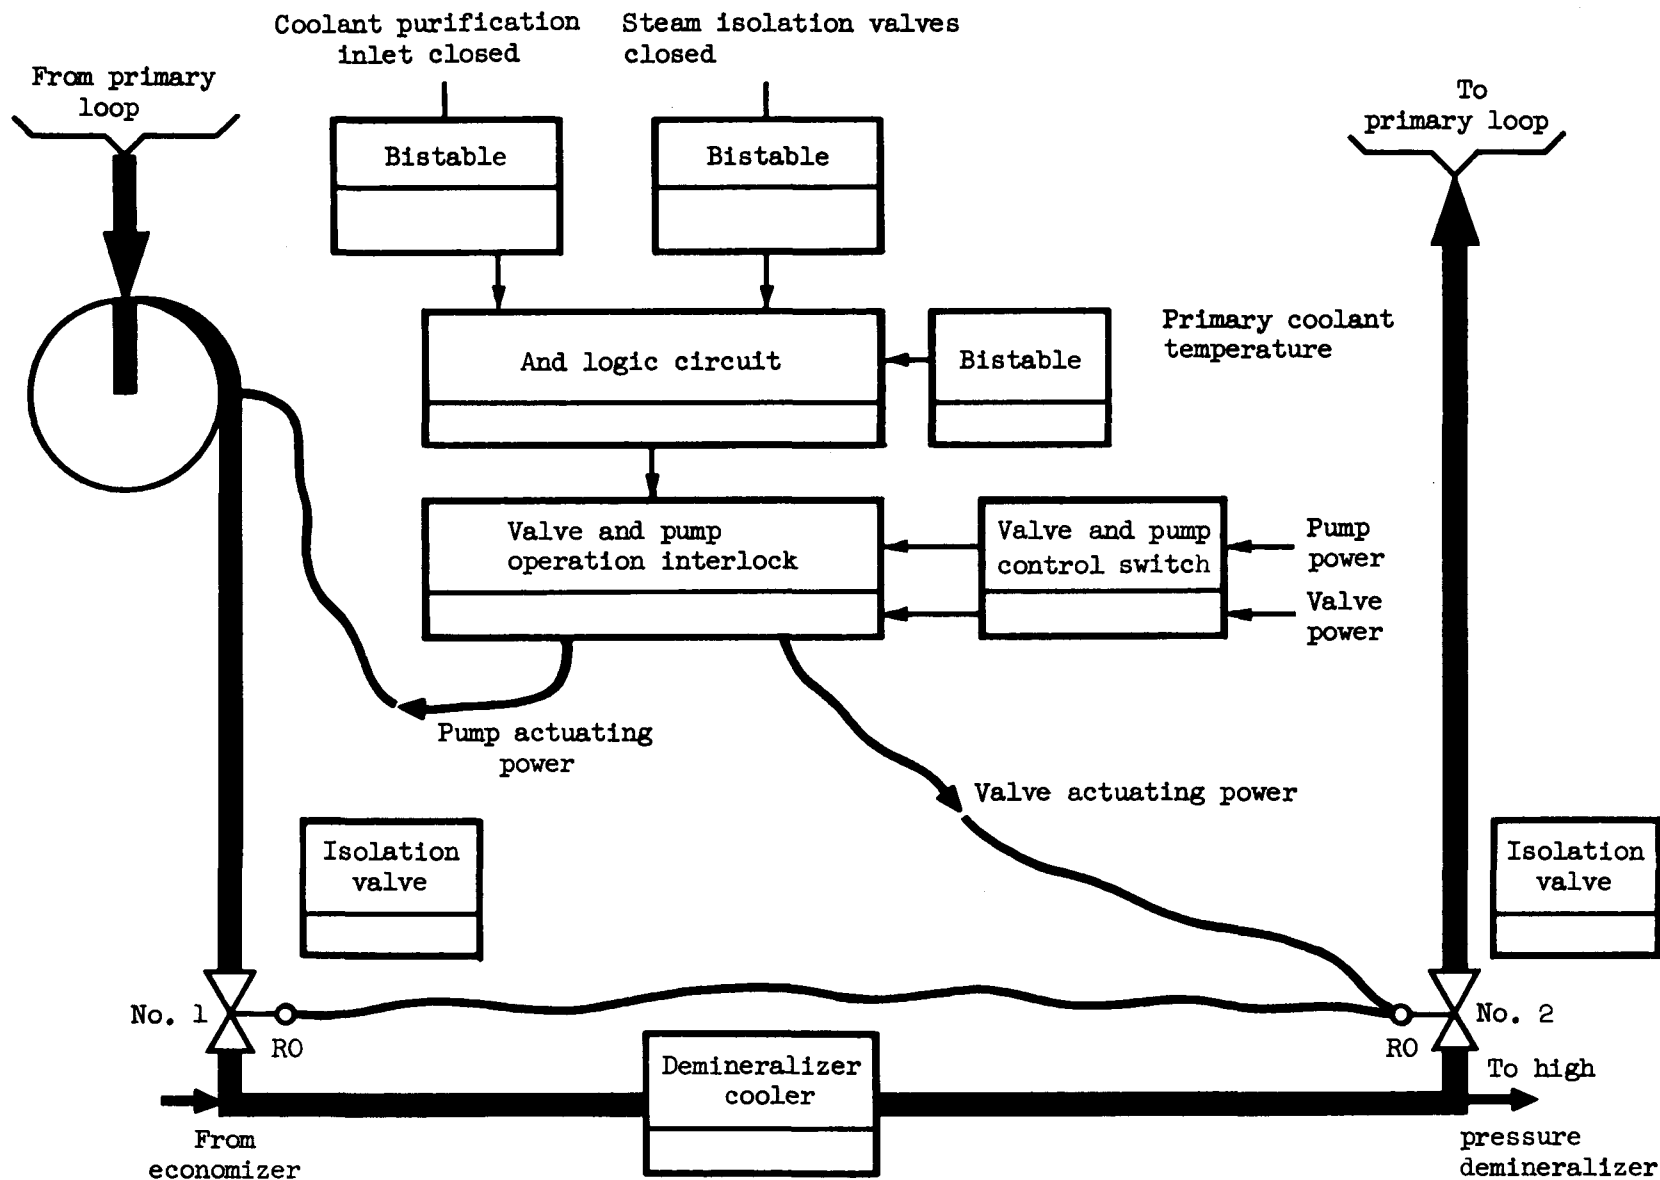 Coolant purification
inlet closed
Steam isolation valves
closed
From primary
loop
To
primary loop
Bistable
Bistable
And logic circuit
Bistable
Primary coolant
temperature
Valve and pump
operation interlock
Valve and pump
control switch
Pump
power
Valve
power
Pump actuating
power
Valve actuating power
Isolation
valve
Isolation
valve
No. 1
RO
No. 2
RO
Demineralizer
cooler
To high
From
economizer
pressure
demineralizer